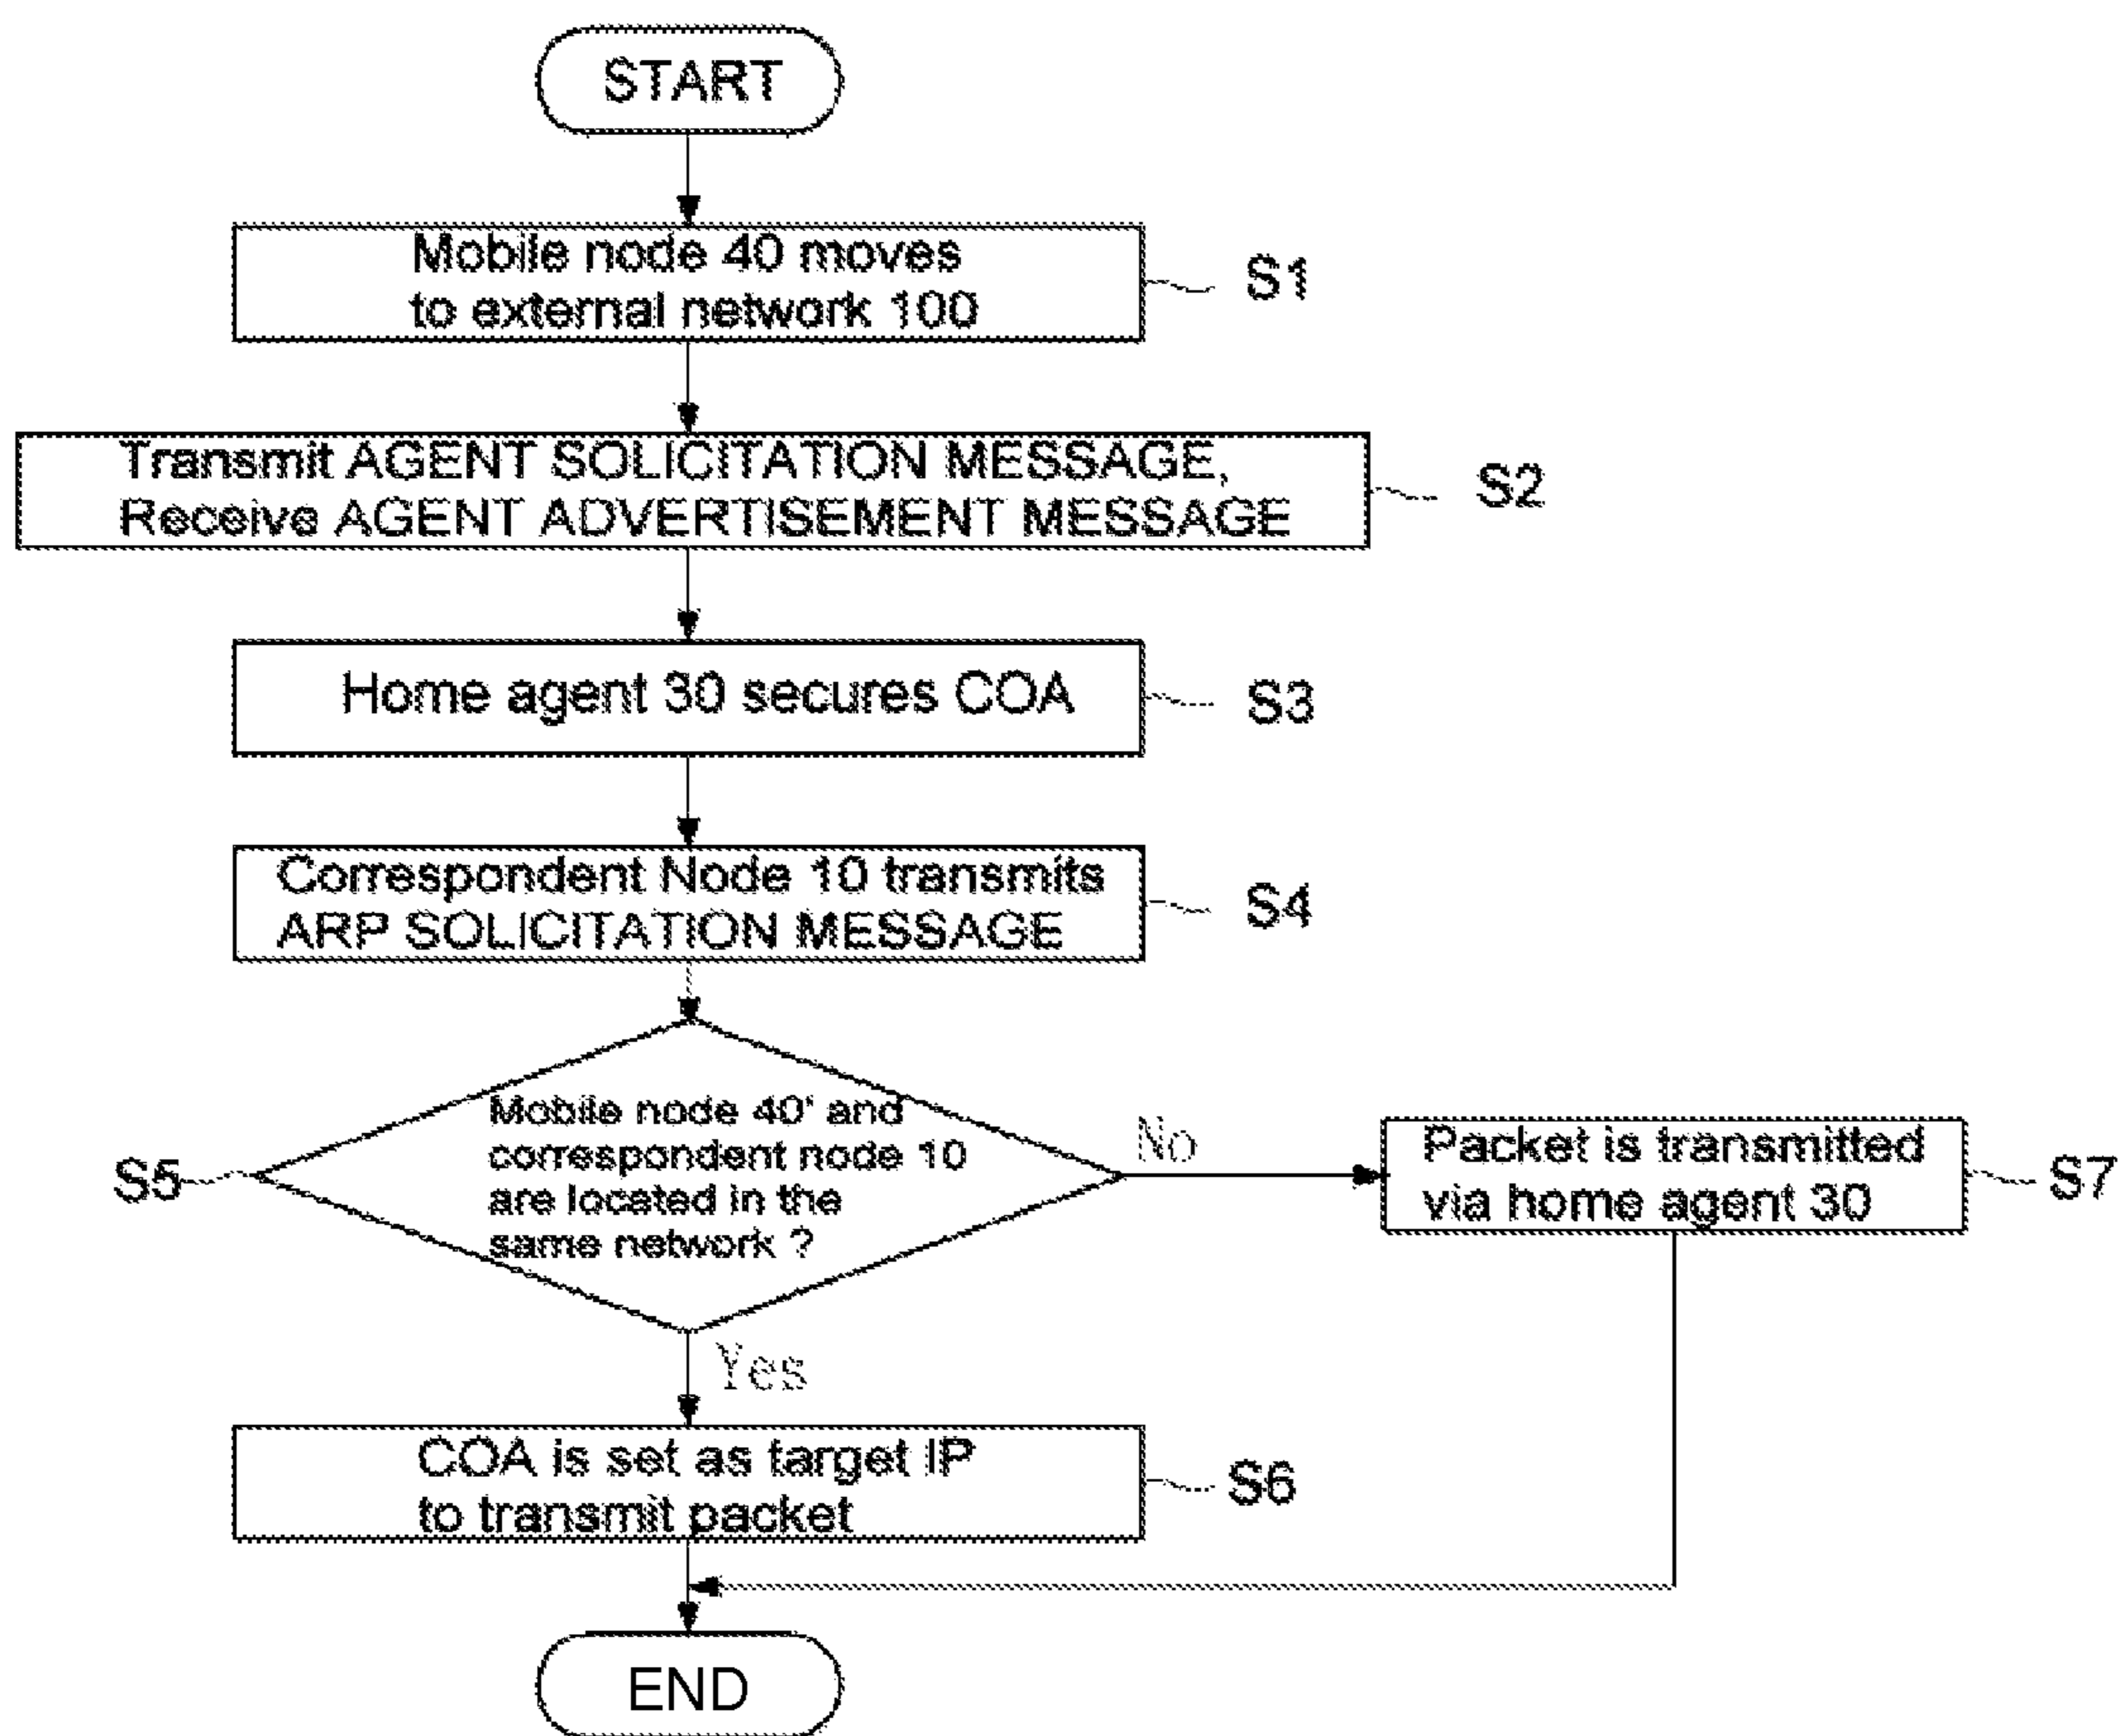 START
Mobile node 40 moves
to external network 100
S1
Transmit AGENT SOLICITATION MESSAGE,
Receive AGENT ADVERTISEMENT MESSAGE
S2
Home agent 30 secures COA
S3
Correspondent Node 10 transmits
ARP SOLICITATION MESSAGE
S4
Mobile node 40' and
correspondent node 10
are located in the
same network ?
S5
No
Packet is transmitted
via home agent 30
S7
Yes
COA is set as target IP
to transmit packet
S6
END